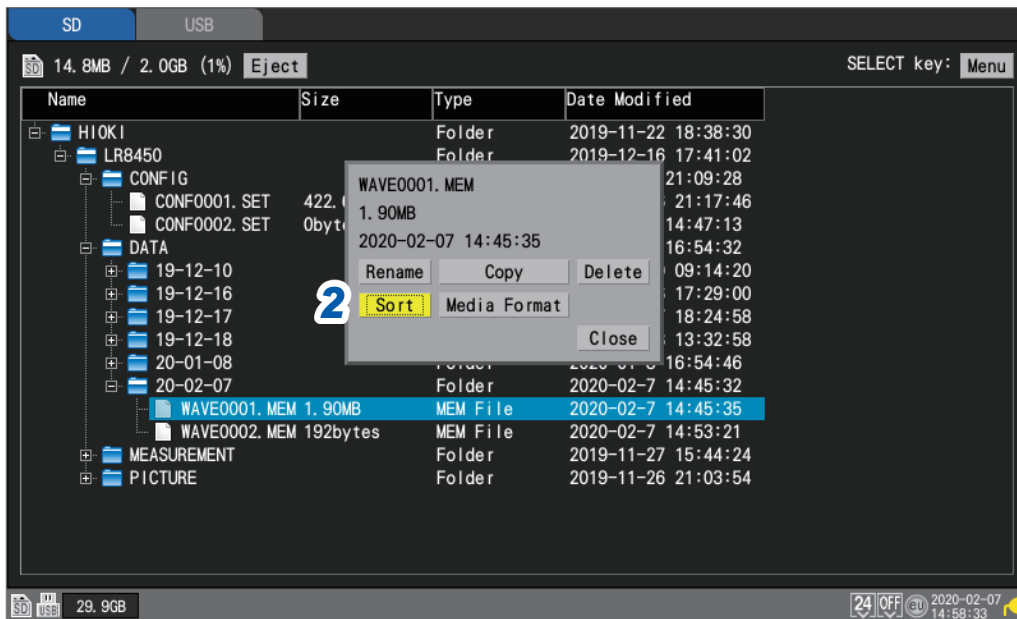 SD USB
14.8MB / 2.0GB (1%) Eject SELECT key: Menu
Name Size Type Date Modified
HIOKI Folder 2019-11-22 18:38:30
LR8450 Folder 2019-12-16 17:41:02
CONFIG 21:09:28
CONF0001.SET 422. 21:17:46
CONF0002.SET 14:47:13
DATA 16:54:32
19-12-10 09:14:20
19-12-16 17:29:00
19-12-17 18:24:58
19-12-18 13:32:58
20-01-08 16:54:46
20-02-07 Folder 2020-02-7 14:45:32
WAVE0001.MEM 1.90MB MEM File 2020-02-7 14:45:35
WAVE0002.MEM 192bytes MEM File 2020-02-7 14:53:21
MEASUREMENT Folder 2019-11-27 15:44:24
PICTURE Folder 2019-11-26 21:03:54
WAVE0001.MEM
1.90MB
2020-02-07 14:45:35
Rename Copy Delete
2 Sort Media Format
Close
SD USB 29.9GB 24 OFF eu 2020-02-07
14:58:33